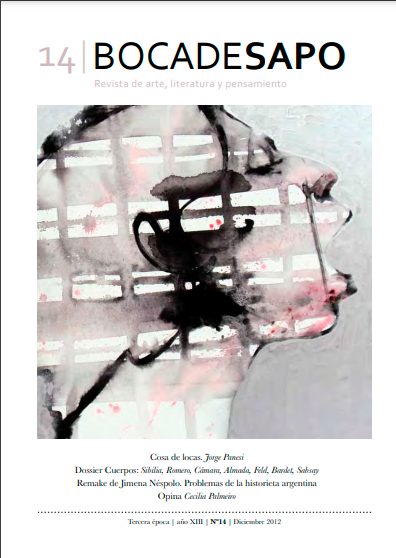 14|BOCADESAPO
Revista de arte, literatura y pensamiento
Cosa de locas. Jorge Panesi
Dossier Cuerpos: Sibilia, Romero, Cámara, Almada, Feld, Bardet, Sabsay
Remake de Jimena Néspolo. Problemas de la historieta argentina
Opina Cecilia Palmeiro
Tercera época | año XIII | Nº14 | Diciembre 2012